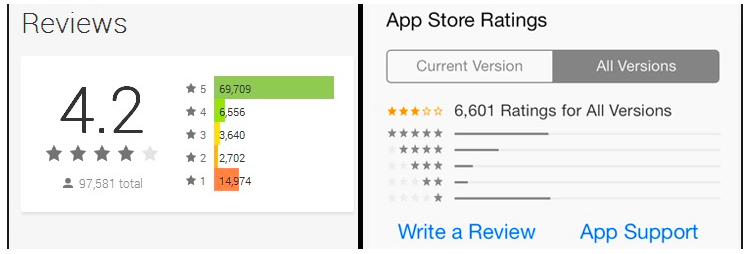 Reviews
4.2
97,581 total
5 69,709
4 6,556
3 3,640
2 2,702
1 14,974
App Store Ratings
Current Version All Versions
6,601 Ratings for All Versions
Write a Review App Support